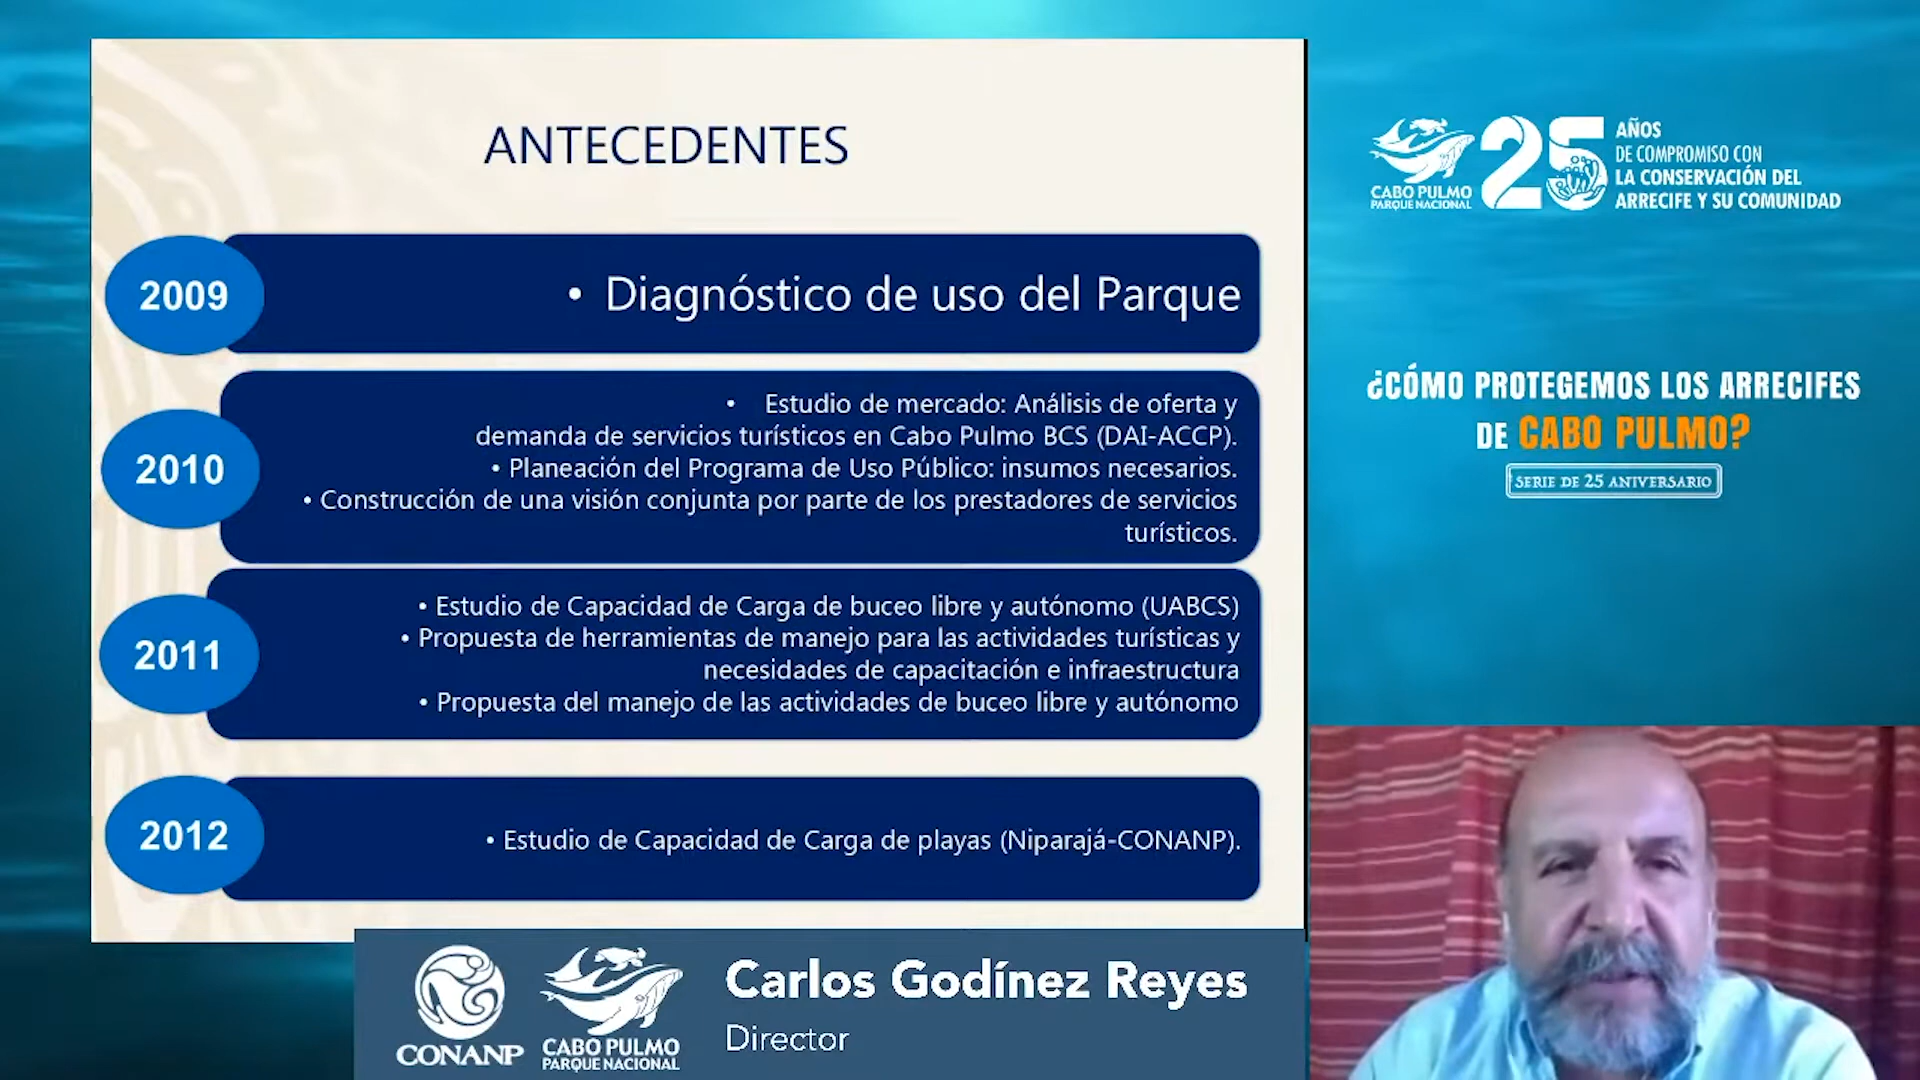 ANTECEDENTES
2009
• Diagnóstico de uso del Parque
2010
• Estudio de mercado: Análisis de oferta y
demanda de servicios turísticos en Cabo Pulmo BCS (DAI-ACCP).
• Planeación del Programa de Uso Público: insumos necesarios.
• Construcción de una visión conjunta por parte de los prestadores de servicios
turísticos.
2011
• Estudio de Capacidad de Carga de buceo libre y autónomo (UABCS)
• Propuesta de herramientas de manejo para las actividades turísticas y
necesidades de capacitación e infraestructura
• Propuesta del manejo de las actividades de buceo libre y autónomo
2012
• Estudio de Capacidad de Carga de playas (Niparajá-CONANP).
CONANP
CABO PULMO
PARQUE NACIONAL
Carlos Godínez Reyes
Director
CABO PULMO
PARQUE NACIONAL
25
AÑOS
DE COMPROMISO CON
LA CONSERVACIÓN DEL
ARRECIFE Y SU COMUNIDAD
¿CÓMO PROTEGEMOS LOS ARRECIFES
DE CABO PULMO?
SERIE DE 25 ANIVERSARIO